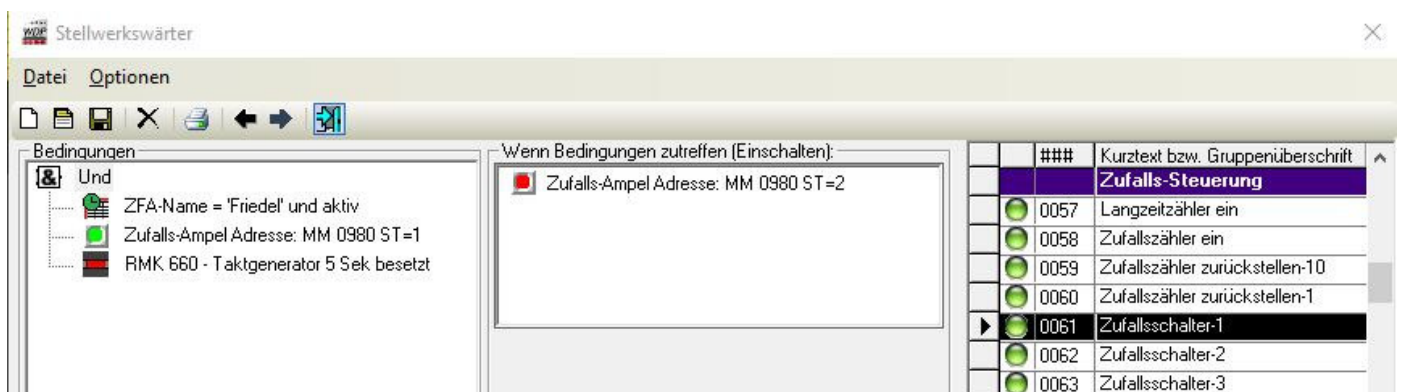 WDP Stellwerkswärter
Datei Optionen
Bedingungen
& Und
ZFA-Name = 'Friedel' und aktiv
Zufalls-Ampel Adresse: MM 0980 ST=1
RMK 660 - Taktgenerator 5 Sek besetzt
Wenn Bedingungen zutreffen (Einschalten):
Zufalls-Ampel Adresse: MM 0980 ST=2
### Kurztext bzw. Gruppenüberschrift
Zufalls-Steuerung
0057 Langzeitzähler ein
0058 Zufallszähler ein
0059 Zufallszähler zurückstellen-10
0060 Zufallszähler zurückstellen-1
0061 Zufallsschalter-1
0062 Zufallsschalter-2
0063 Zufallsschalter-3